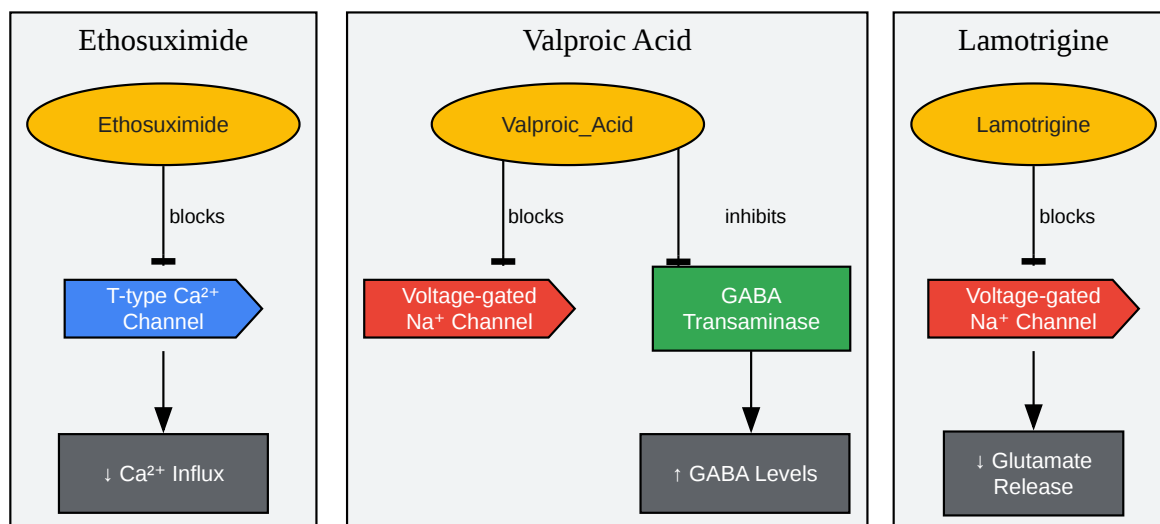 Ethosuximide
Ethosuximide
blocks
T-type Ca²⁺
Channel
↓ Ca²⁺ Influx
Valproic Acid
Valproic_Acid
blocks
inhibits
Voltage-gated
Na⁺ Channel
GABA
Transaminase
↑ GABA Levels
Lamotrigine
Lamotrigine
blocks
Voltage-gated
Na⁺ Channel
↓ Glutamate
Release